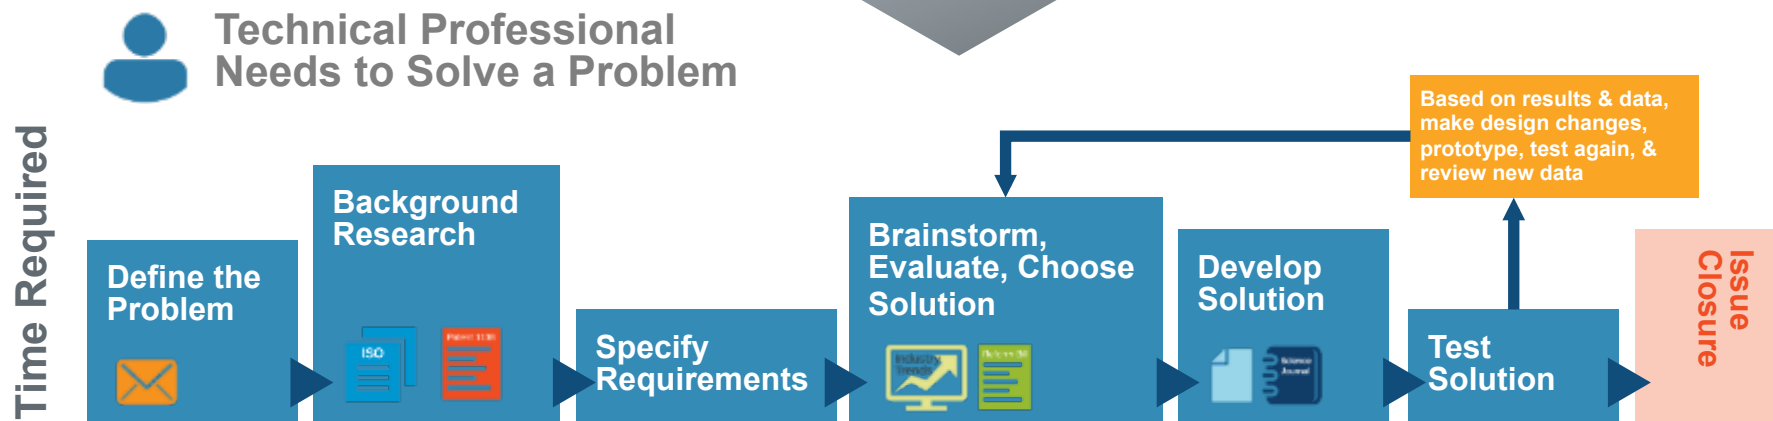 Technical Professional
Needs to Solve a Problem
Time Required
Based on results & data,
make design changes,
prototype, test again, &
review new data
Define the
Problem
Background
Research
ISO
Specify
Requirements
Brainstorm,
Evaluate, Choose
Solution
Industry
Trends
Develop
Solution
Science
Journal
Test
Solution
Issue
Closure